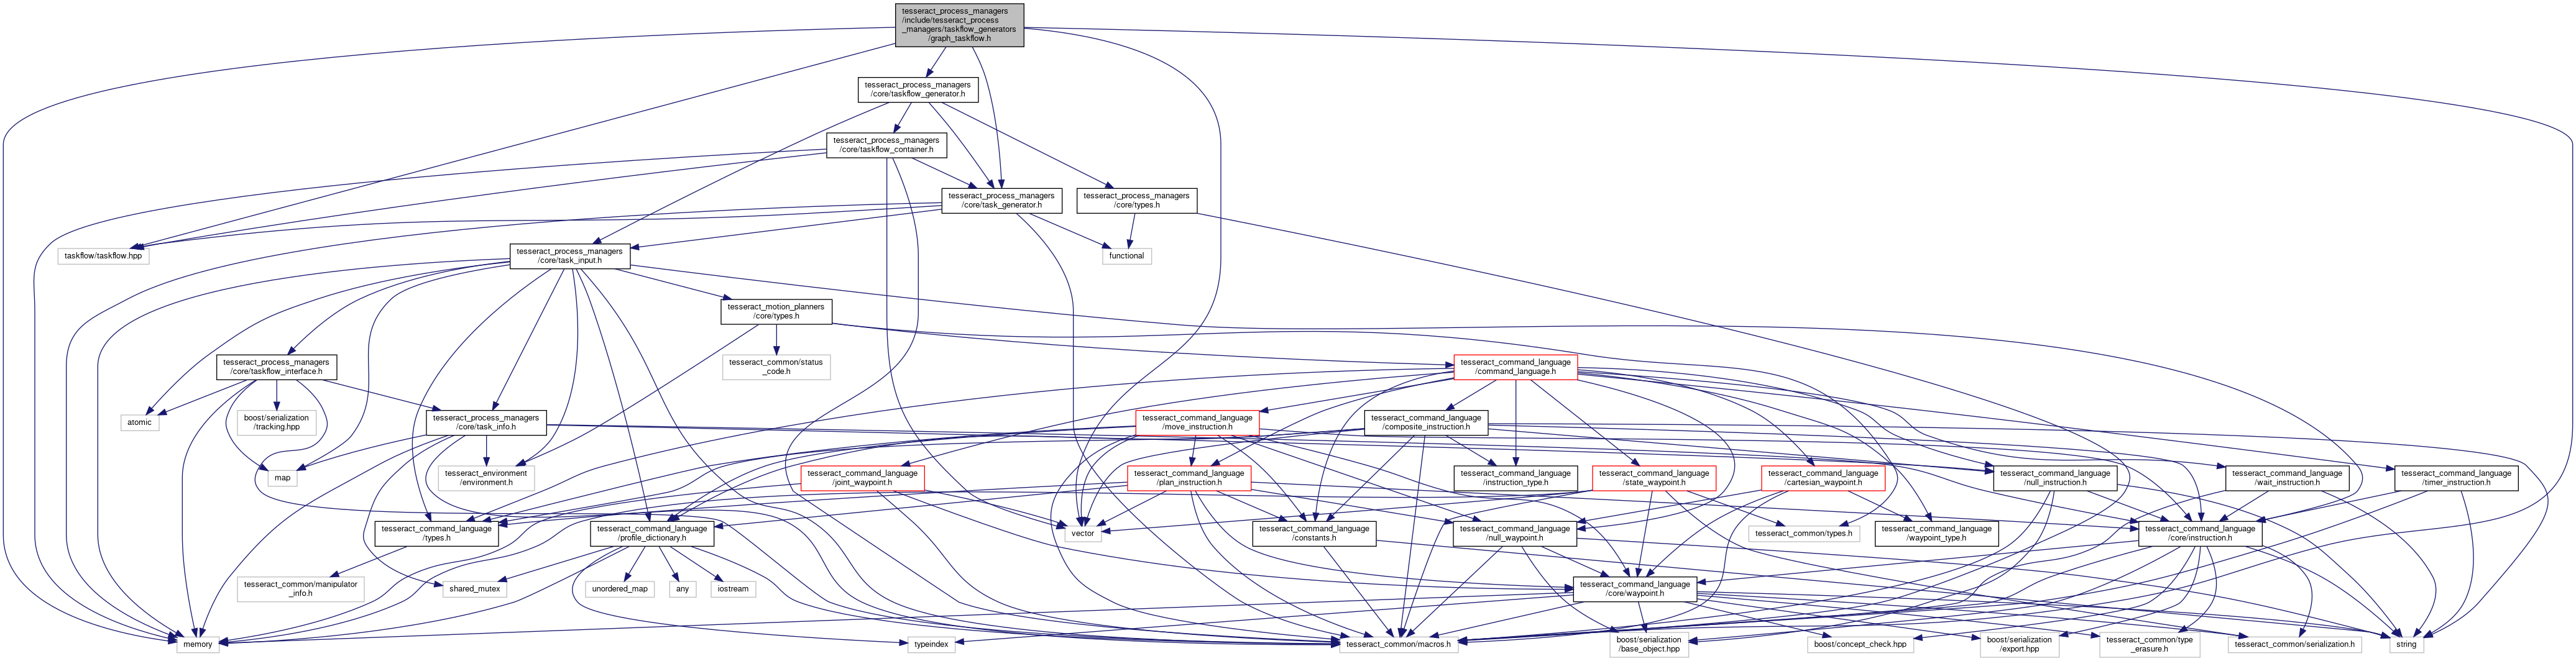 tesseract_process_managers
/include/tesseract_process
_managers/taskflow_generators
/graph_taskflow.h
tesseract_process_managers
/core/taskflow_generator.h
tesseract_process_managers
/core/taskflow_container.h
tesseract_process_managers
/core/task_generator.h
tesseract_process_managers
/core/types.h
taskflow/taskflow.hpp
tesseract_process_managers
/core/task_input.h
functional
tesseract_motion_planners
/core/types.h
tesseract_process_managers
/core/taskflow_interface.h
tesseract_common/status
_code.h
tesseract_command_language
/command_language.h
atomic
boost/serialization
/tracking.hpp
tesseract_process_managers
/core/task_info.h
tesseract_command_language
/move_instruction.h
tesseract_command_language
/composite_instruction.h
map
tesseract_environment
/environment.h
tesseract_command_language
/joint_waypoint.h
tesseract_command_language
/plan_instruction.h
tesseract_command_language
/instruction_type.h
tesseract_command_language
/state_waypoint.h
tesseract_command_language
/cartesian_waypoint.h
tesseract_command_language
/null_instruction.h
tesseract_command_language
/wait_instruction.h
tesseract_command_language
/timer_instruction.h
tesseract_command_language
/types.h
tesseract_command_language
/profile_dictionary.h
vector
tesseract_command_language
/constants.h
tesseract_command_language
/null_waypoint.h
tesseract_common/types.h
tesseract_command_language
/waypoint_type.h
tesseract_command_language
/core/instruction.h
tesseract_common/manipulator
_info.h
shared_mutex
unordered_map
any
iostream
tesseract_command_language
/core/waypoint.h
memory
typeindex
tesseract_common/macros.h
boost/serialization
/base_object.hpp
boost/concept_check.hpp
boost/serialization
/export.hpp
tesseract_common/type
_erasure.h
tesseract_common/serialization.h
string